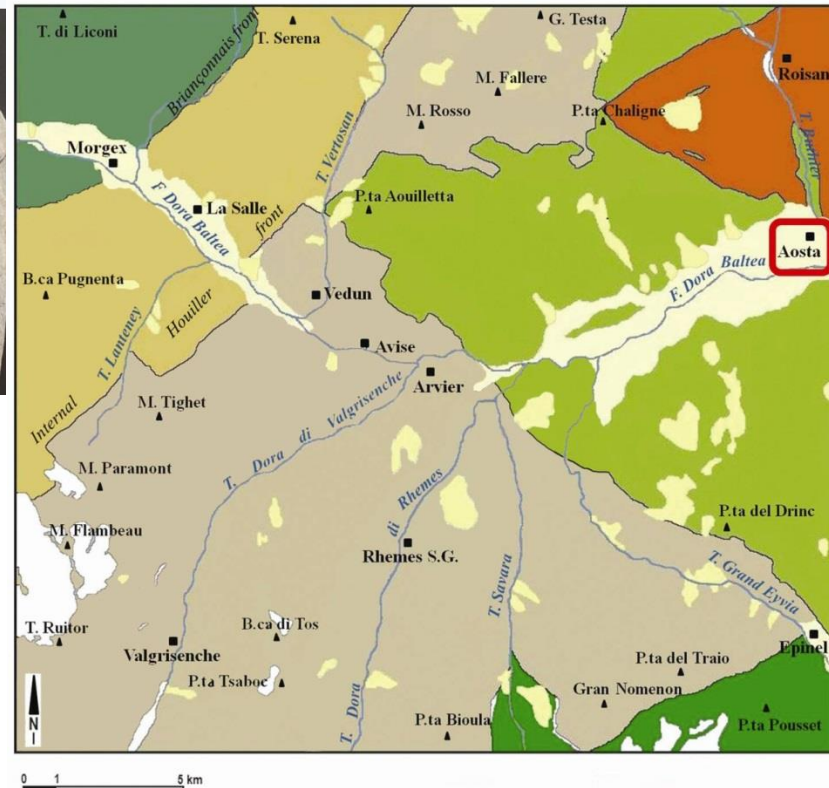 T. di Liconi
Briançonnais front
T. Serena
G. Testa
Roisan
M. Fallere
M. Rosso
P.ta Chaligne
T. Buthier
Morgex
T. Vertosan
La Salle
F. Dora Baltea
P.ta Aouilletta
front
Aosta
F. Dora Baltea
B.ca Pugnenta
Houiller
Vedun
T. Lanteney
Avise
Arvier
Internal
M. Tighet
T. Dora di Valgrisenche
M. Paramont
T. Dora di Rhemes
P.ta del Drinc
M. Flambeau
Rhemes S.G.
T. Savara
T. Grand Eyvia
T. Ruitor
B.ca di Tos
Valgrisenche
Epinel
P.ta Tsaboc
P.ta del Traio
Gran Nomenon
P.ta Bioula
P.ta Pousset
N
0 1 5 km